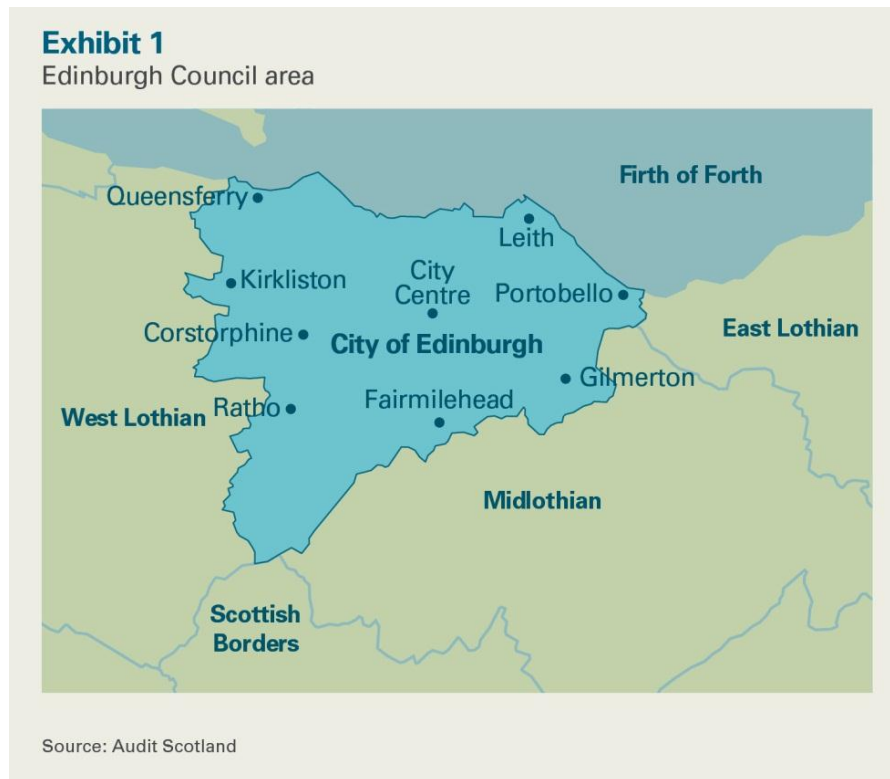 Exhibit 1
Edinburgh Council area
Firth of Forth
Queensferry
Leith
City
Centre
Kirkliston
Portobello
East Lothian
Corstorphine
City of Edinburgh
Gilmerton
Fairmilehead
Ratho
West Lothian
Midlothian
Scottish
Borders
Source: Audit Scotland